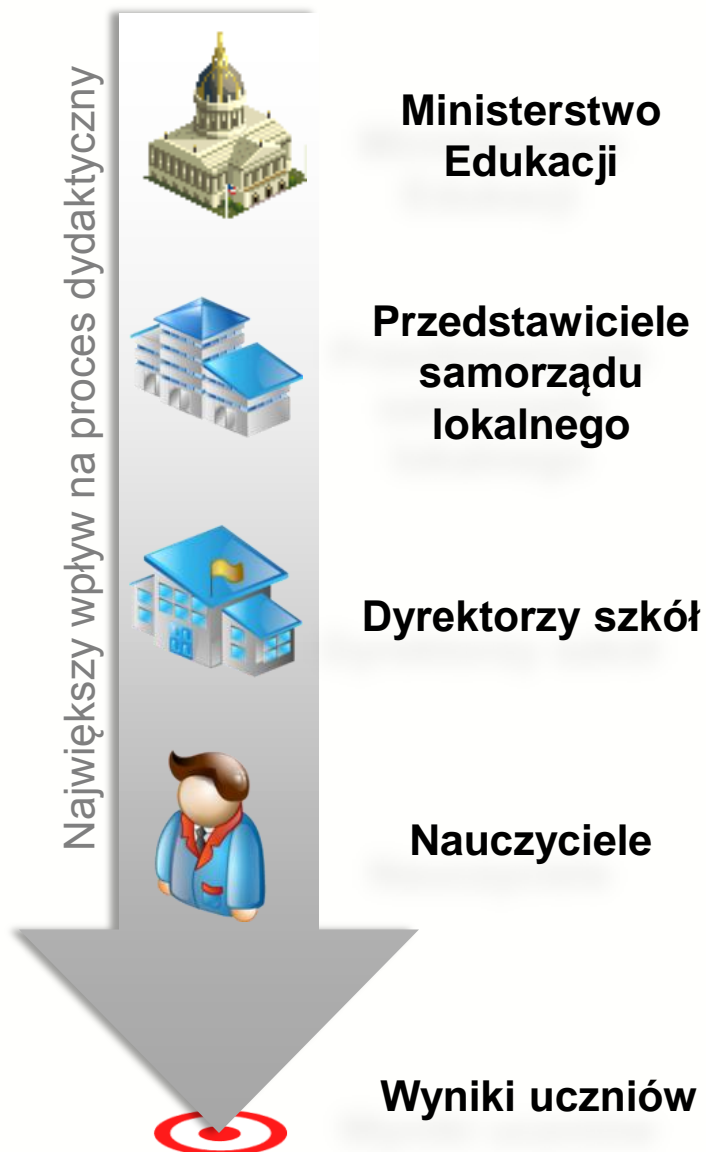 Największy wpływ na proces dydaktyczny
Ministerstwo
Edukacji
Przedstawiciele
samorządu
lokalnego
Dyrektorzy szkół
Nauczyciele
Wyniki uczniów